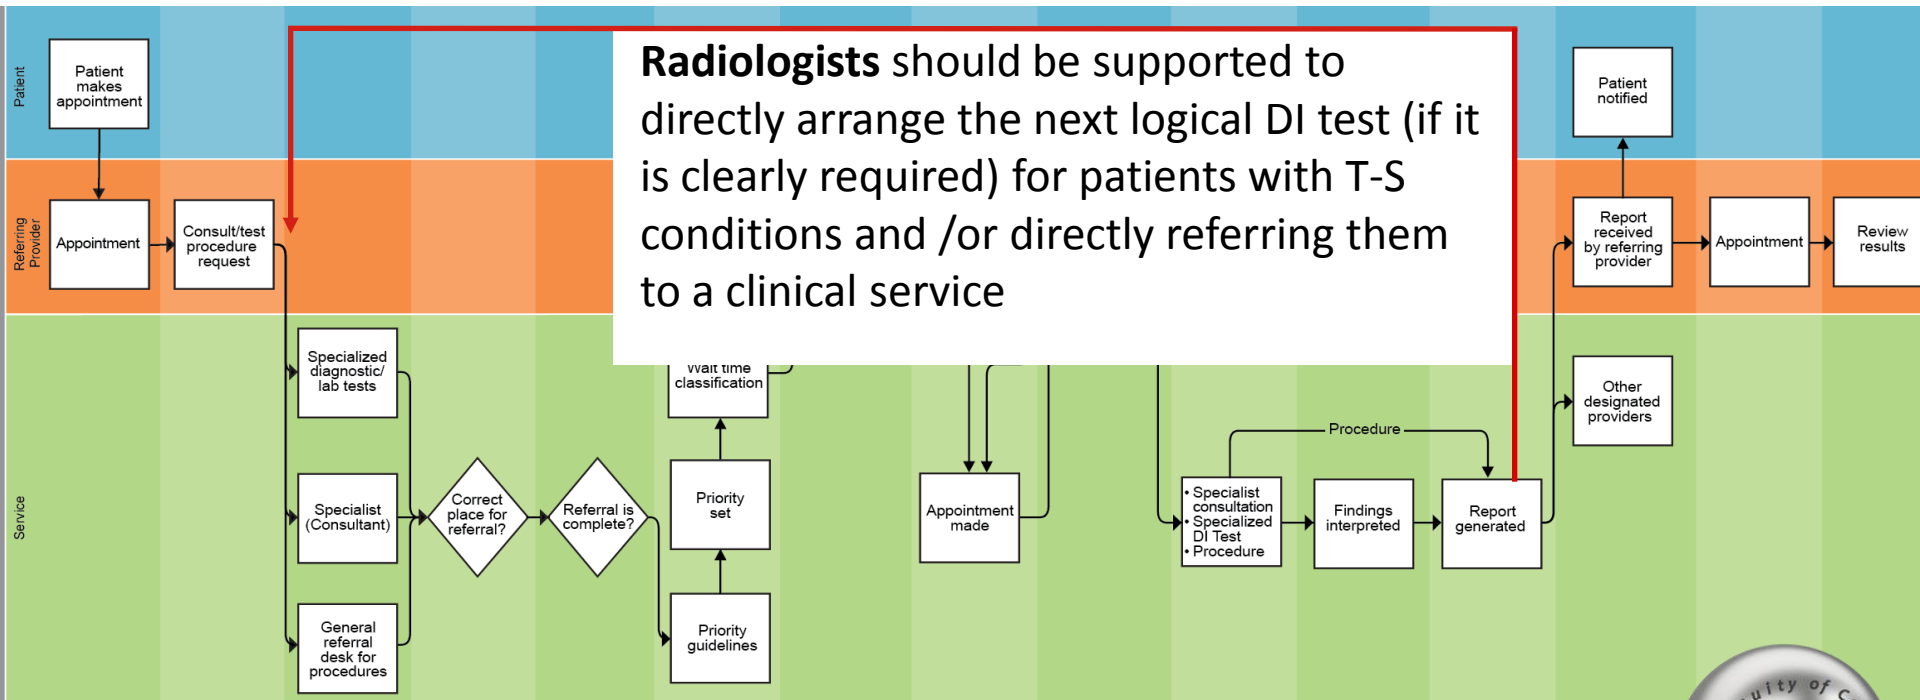 Patient
Patient
makes
appointment
Radiologists should be supported to
directly arrange the next logical DI test (if it
is clearly required) for patients with T-S
conditions and /or directly referring them
to a clinical service
Patient
notified
Referring
Provider
Appointment
Consult/test
procedure
request
Report
received
by referring
provider
Appointment
Review
results
Service
Specialized
diagnostic/
lab tests
Specialist
(Consultant)
General
referral
desk for
procedures
Correct
place for
referral?
Referral is
complete?
Wait time
classification
Priority
set
Priority
guidelines
Appointment
made
Procedure
• Specialist
consultation
• Specialized
DI Test
• Procedure
Findings
interpreted
Report
generated
Other
designated
providers
uity of C